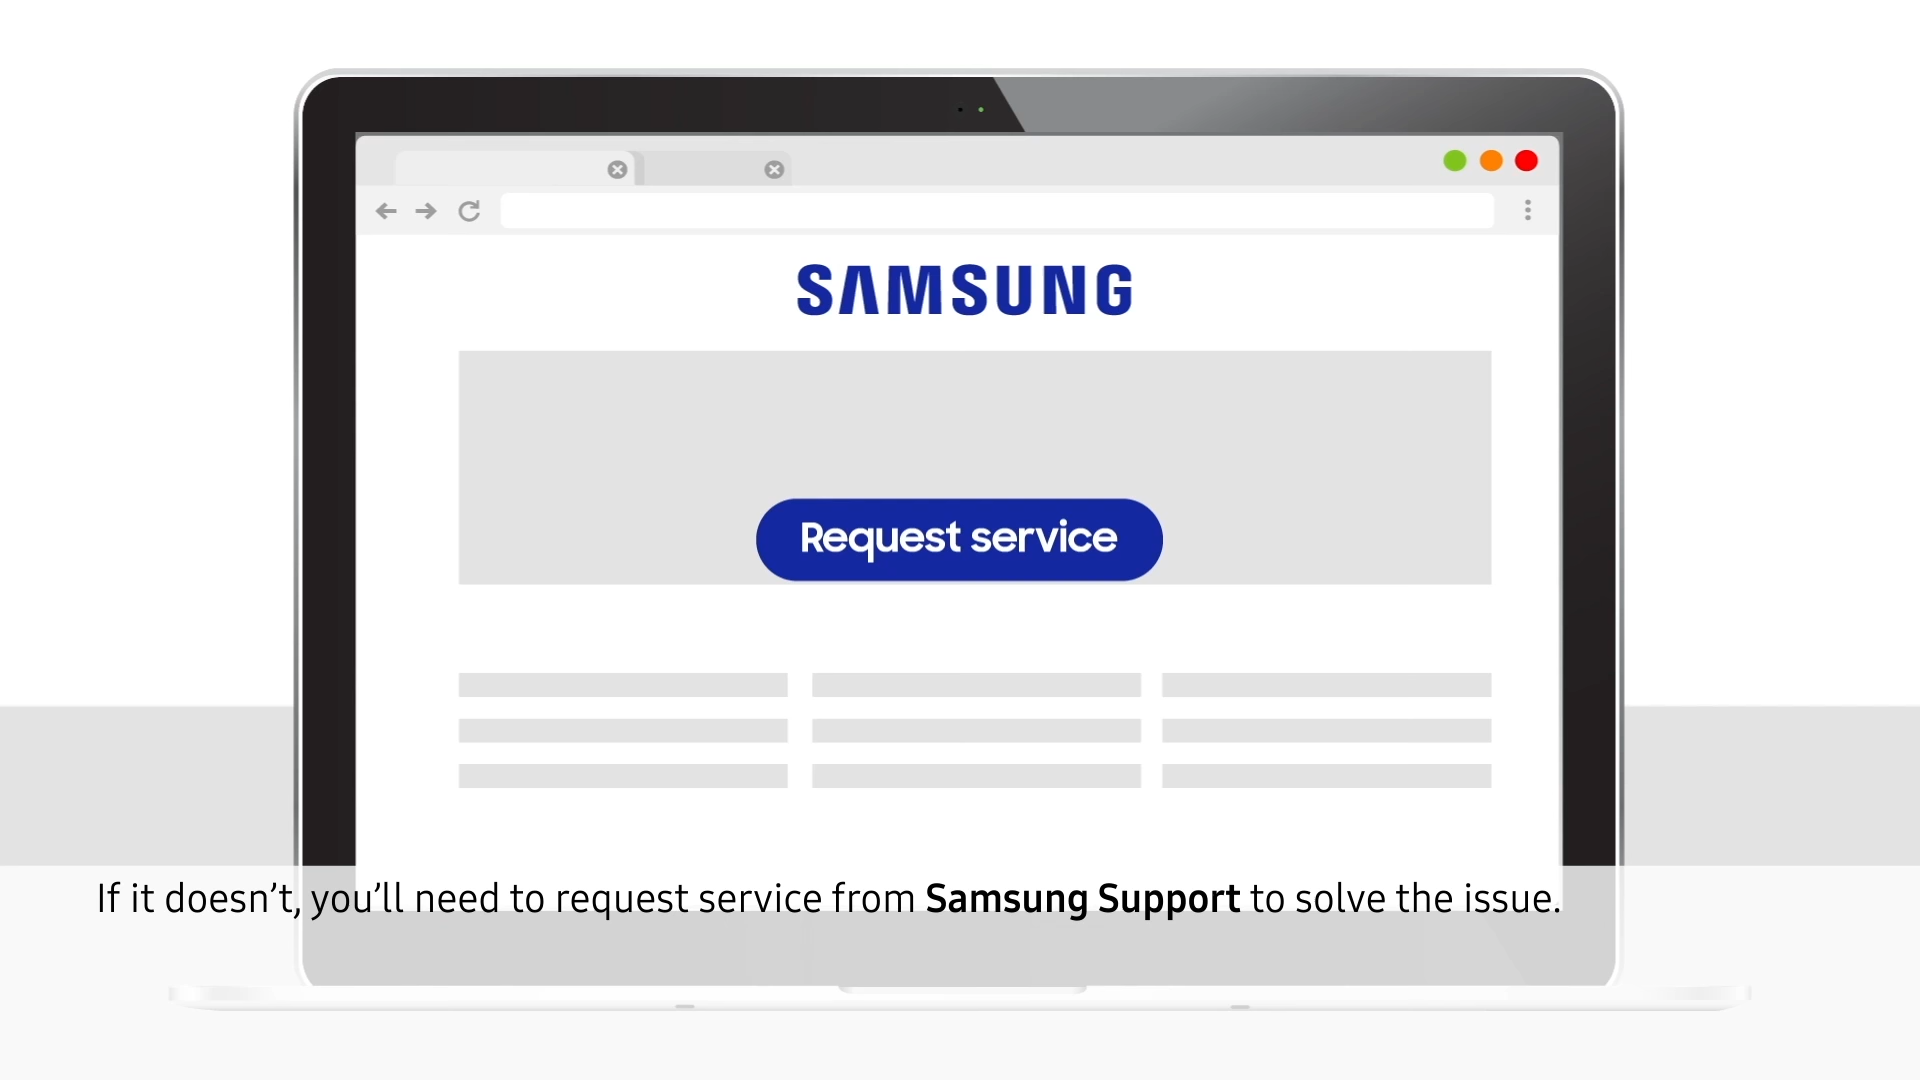 SAMSUNG
Request service
If it doesn’t, you’ll need to request service from Samsung Support to solve the issue.